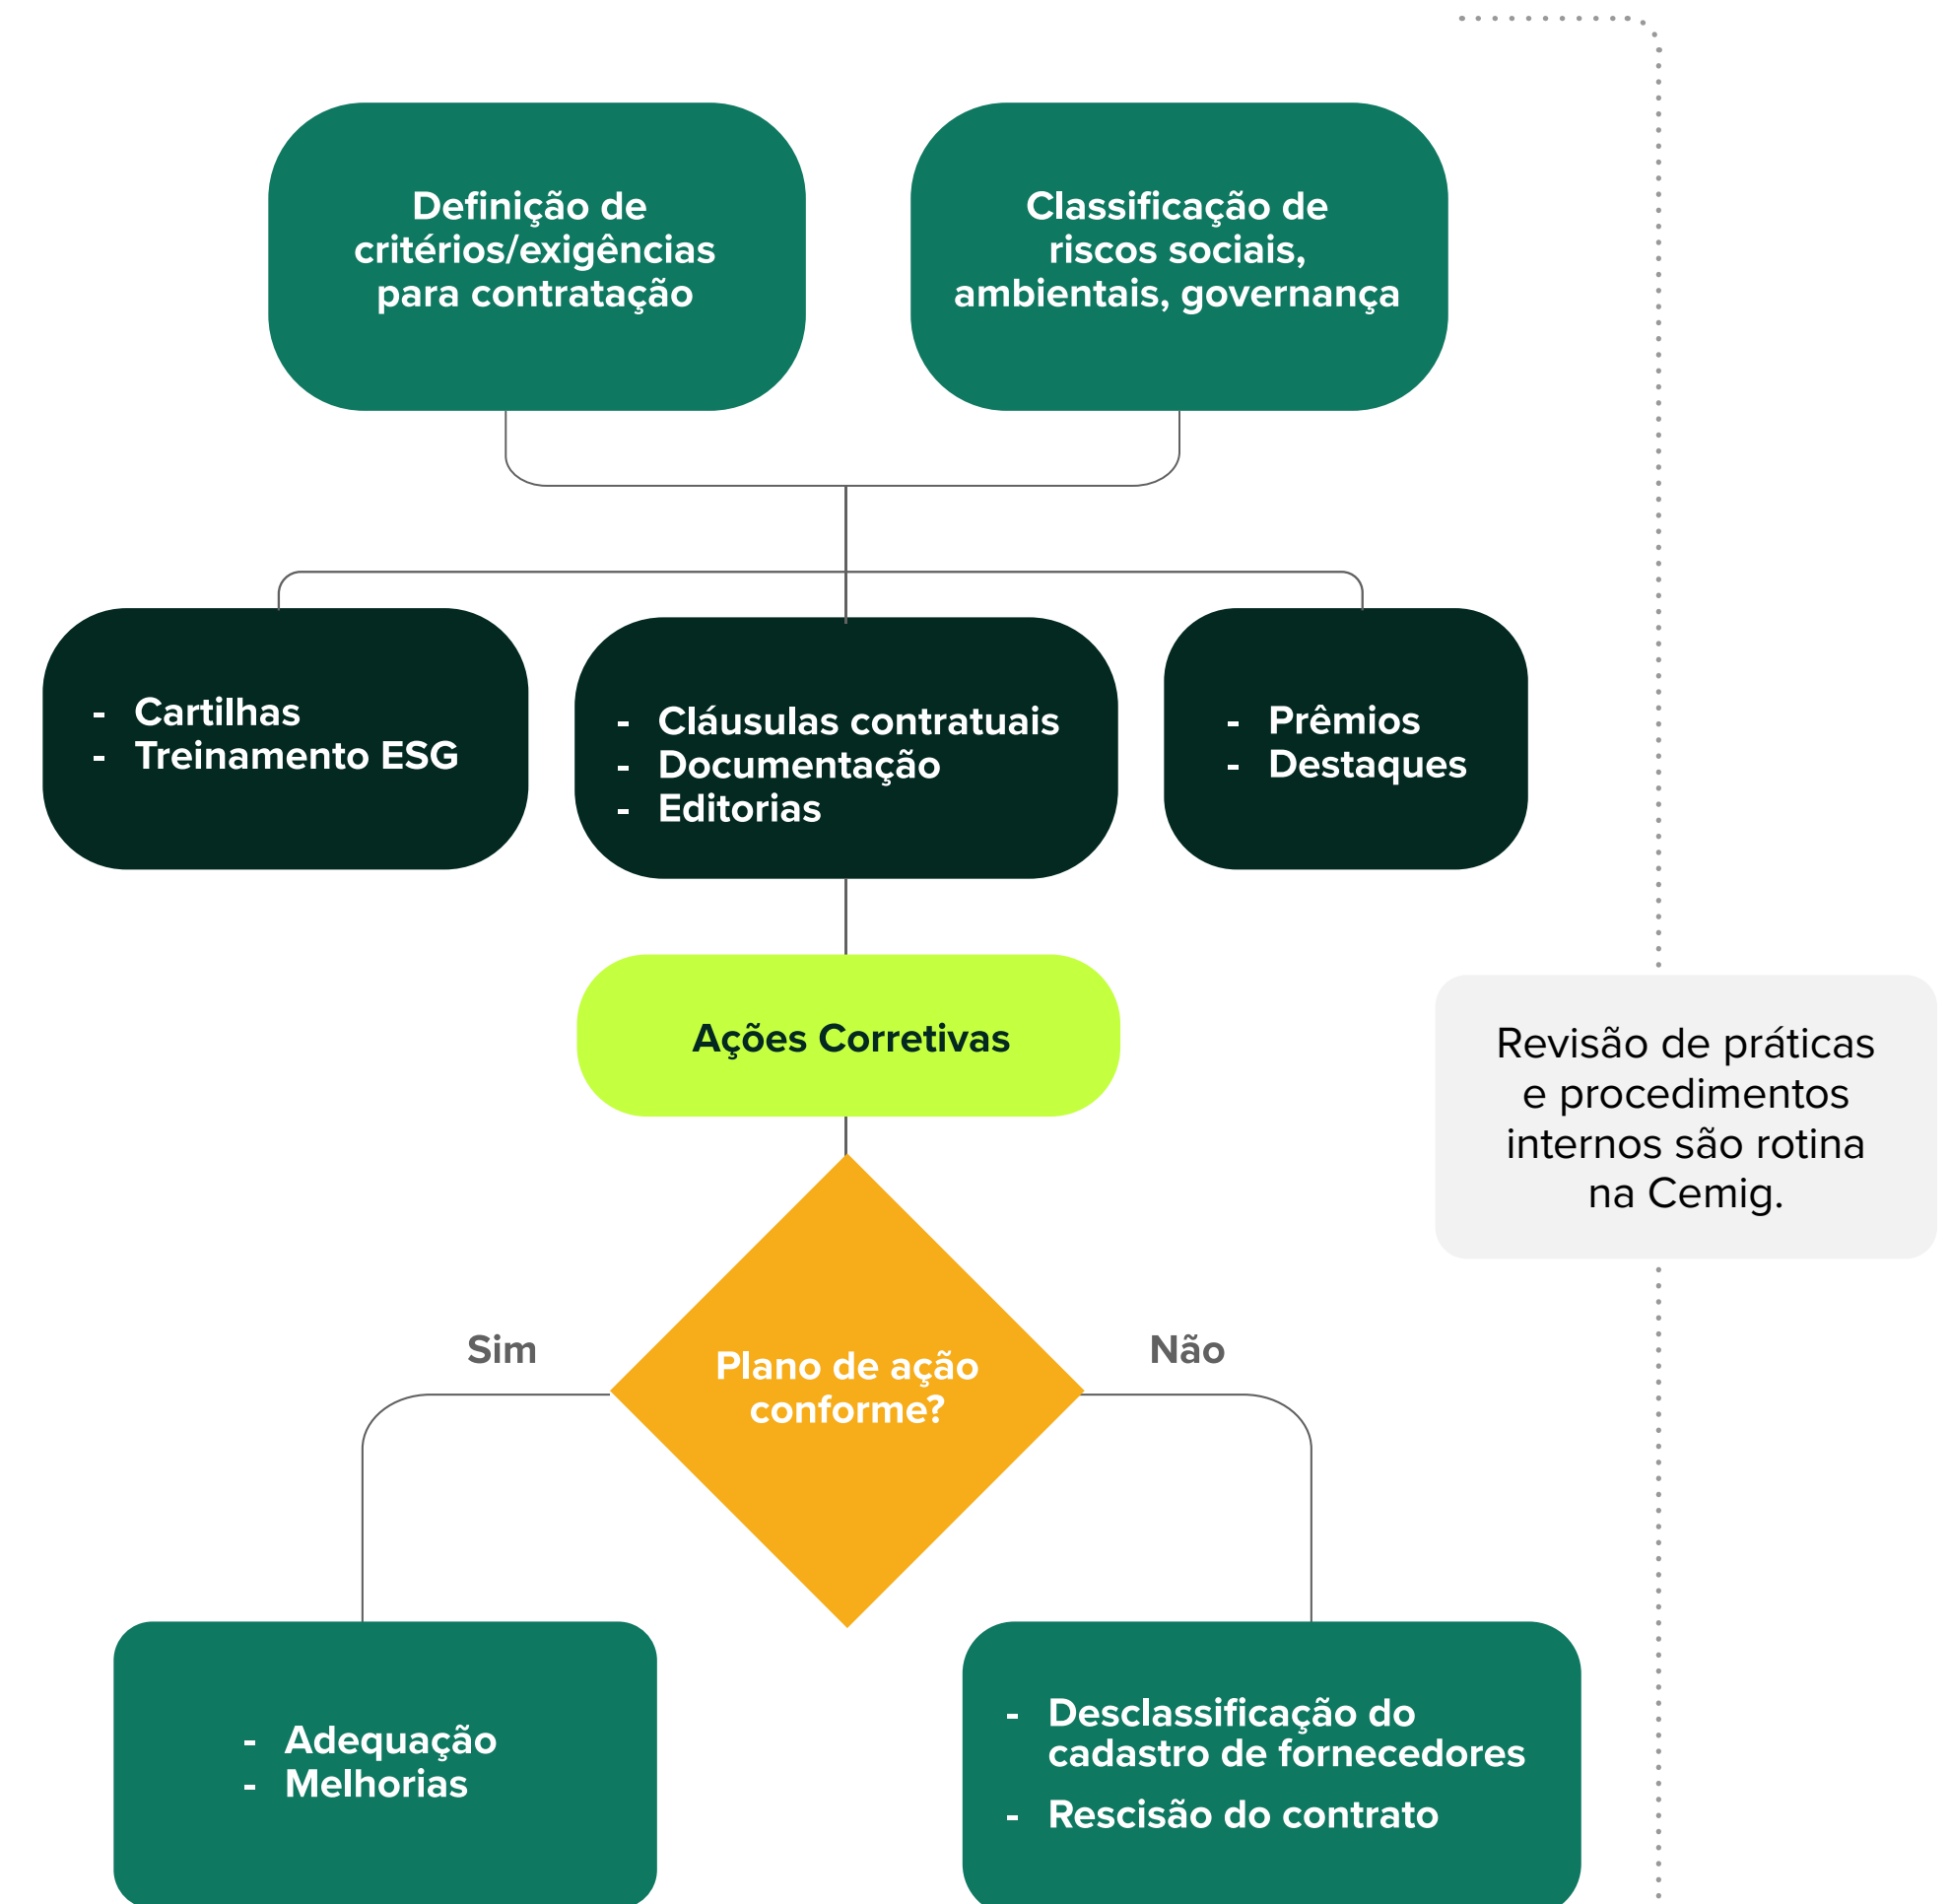 Definição de
critérios/exigências
para contratação
Classificação de
riscos sociais,
ambientais, governança
- Cartilhas
- Treinamento ESG
- Cláusulas contratuais
- Documentação
- Editorias
- Prêmios
- Destaques
Ações Corretivas
Revisão de práticas
e procedimentos
internos são rotina
na Cemig.
Sim
Plano de ação
conforme?
Não
- Adequação
- Melhorias
- Desclassificação do
cadastro de fornecedores
- Rescisão do contrato